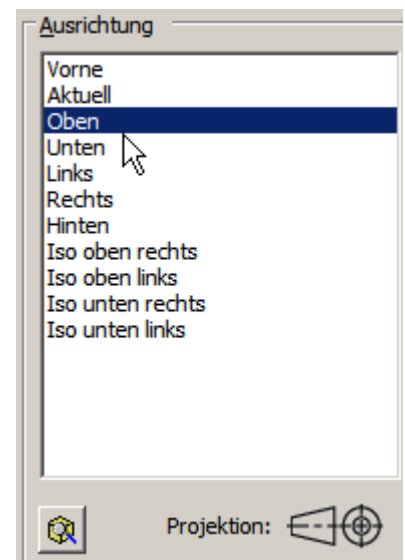 Ausrichtung
Vorne
Aktuell
Oben
Unten
Links
Rechts
Hinten
Iso oben rechts
Iso oben links
Iso unten rechts
Iso unten links
Projektion: